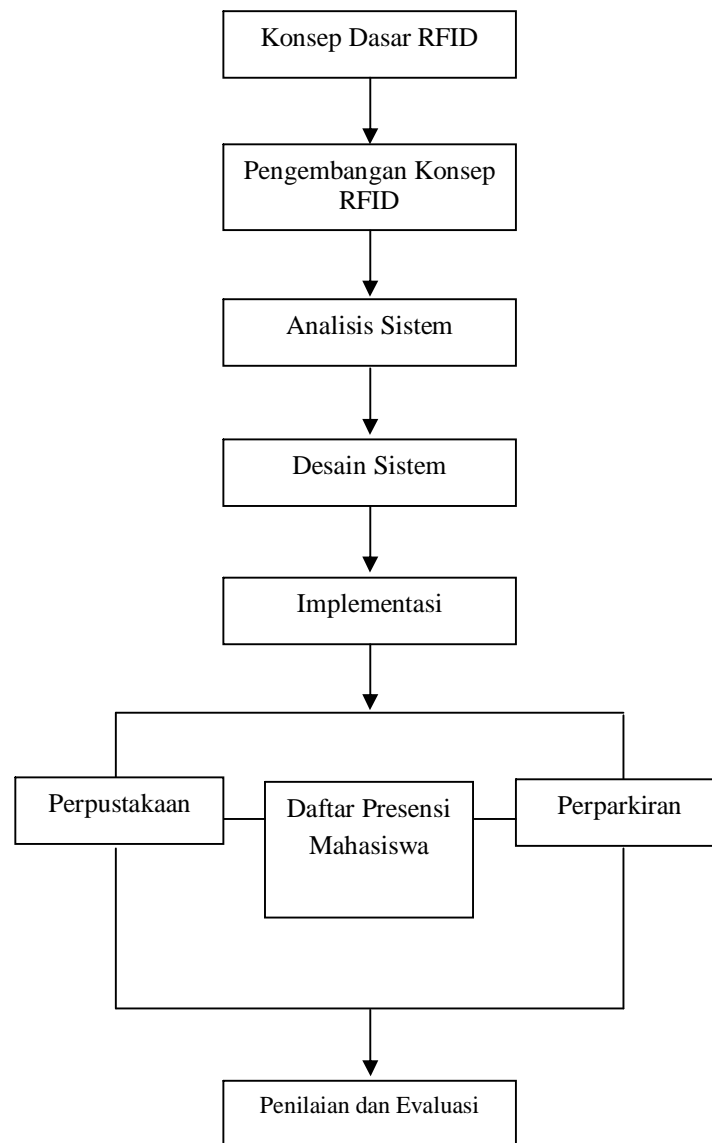 Konsep Dasar RFID
Pengembangan Konsep
RFID
Analisis Sistem
Desain Sistem
Implementasi
Perpustakaan
Daftar Presensi
Mahasiswa
Perparkiran
Penilaian dan Evaluasi